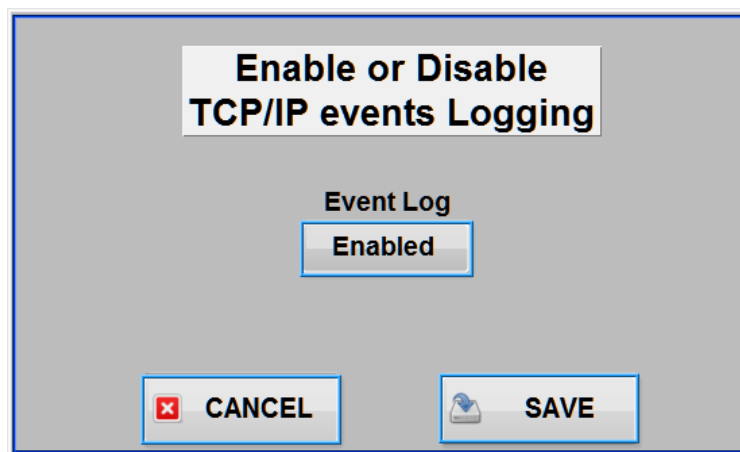 Enable or Disable
TCP/IP events Logging
Event Log
Enabled
CANCEL
SAVE